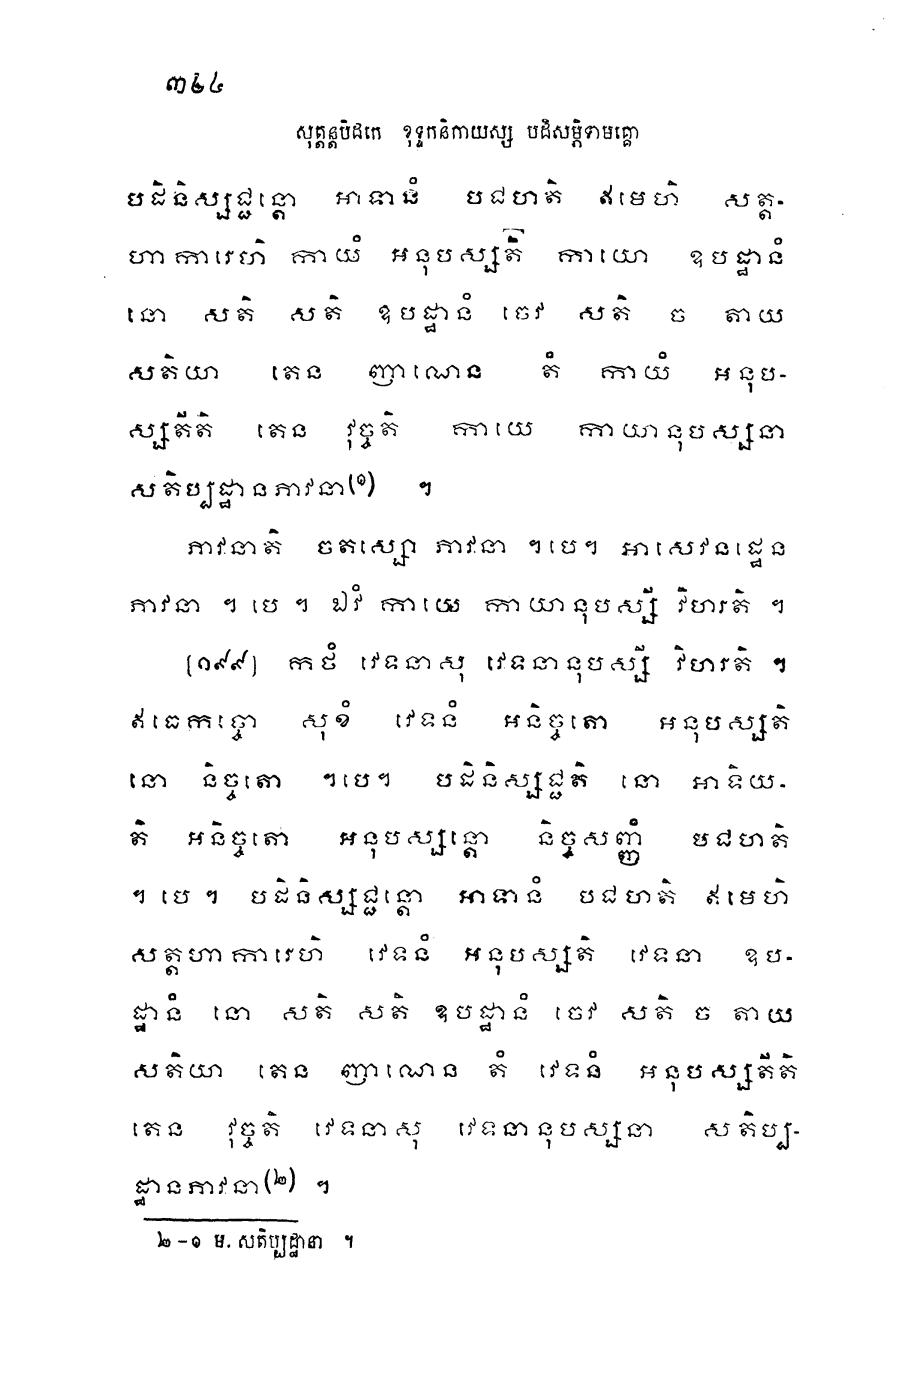 ៣៤៤
សុត្តន្តបិដកេ ខុទ្ទកនិកាយស្ស បដិសម្ភិទាមគ្គោ
បដិនិស្សជ្ជន្តោ អាទានំ បជហតិ ឥមេហិ សត្ត-
ហាការេហិ កាយំ អនុបស្សតិ កាយោ ឧបដ្ឋានំ
នោ សតិ សតិ ឧបដ្ឋានំ ចេវ សតិ ច តាយ
សតិយា តេន ញាណេន តំ កាយំ អនុប-
ស្សតីតិ តេន វុច្ចតិ កាយេ កាយានុបស្សនា
សតិប្បដ្ឋានភាវនា(១) ។
ភាវនាតិ ចតស្សោ ភាវនា ។បេ។ អាសេវនដ្ឋេន
ភាវនា ។ បេ ។ ឯវំ កាយេ កាយានុបស្សី វិហរតិ ។
[១៩៩] កថំ វេទនាសុ វេទនានុបស្សី វិហរតិ ។
ឥធេកច្ចោ សុខំ វេទនំ អនិច្ចតោ អនុបស្សតិ
នោ និច្ចតោ ។បេ។ បដិនិស្សជ្ជតិ នោ អាទិយ-
តិ អនិច្ចតោ អនុបស្សន្តោ និច្ចសញ្ញំ បជហតិ
។ បេ ។ បដិនិស្សជ្ជន្តោ អាទានំ បជហតិ ឥមេហិ
សត្តហាការេហិ វេទនំ អនុបស្សតិ វេទនា ឧប-
ដ្ឋានំ នោ សតិ សតិ ឧបដ្ឋានំ ចេវ សតិ ច តាយ
សតិយា តេន ញាណេន តំ វេទនំ អនុបស្សតីតិ
តេន វុច្ចតិ វេទនាសុ វេទនានុបស្សនា សតិប្ប-
ដ្ឋានភាវនា(២) ។
២-១ ម. សតិប្បដ្ឋានា ។